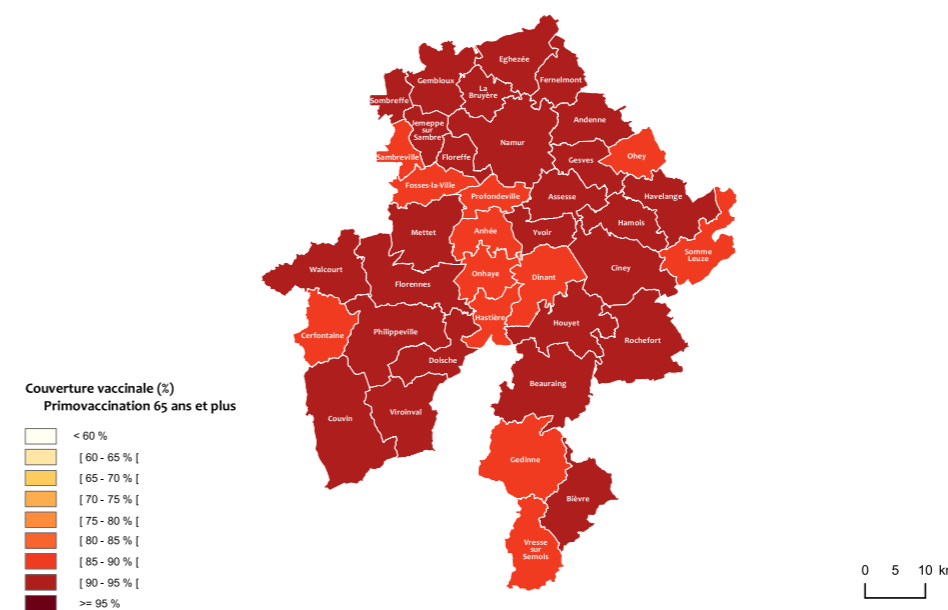 Eghezée
Gembloux
Fernelmont
La
Bruyère
Sombreffe
Andenne
Jemeppe
sur
Sambre
Namur
Sambreville
Floreffe
Gesves
Ohey
Fosses-la-Ville
Profondeville
Assesse
Havelange
Hamois
Mettet
Anhée
Yvoir
Somme
Leuze
Walcourt
Onhaye
Dinant
Ciney
Florennes
Hastière
Houyet
Cerfontaine
Philippeville
Rochefort
Doische
Beauraing
Couvin
Viroinval
Gedinne
Bièvre
Vresse
sur
Semois
Couverture vaccinale (%)
Primovaccination 65 ans et plus
< 60 %
[ 60 - 65 % [
[ 65 - 70 % [
[ 70 - 75 % [
[ 75 - 80 % [
[ 80 - 85 % [
[ 85 - 90 % [
[ 90 - 95 % [
>= 95 %
0 5 10 km